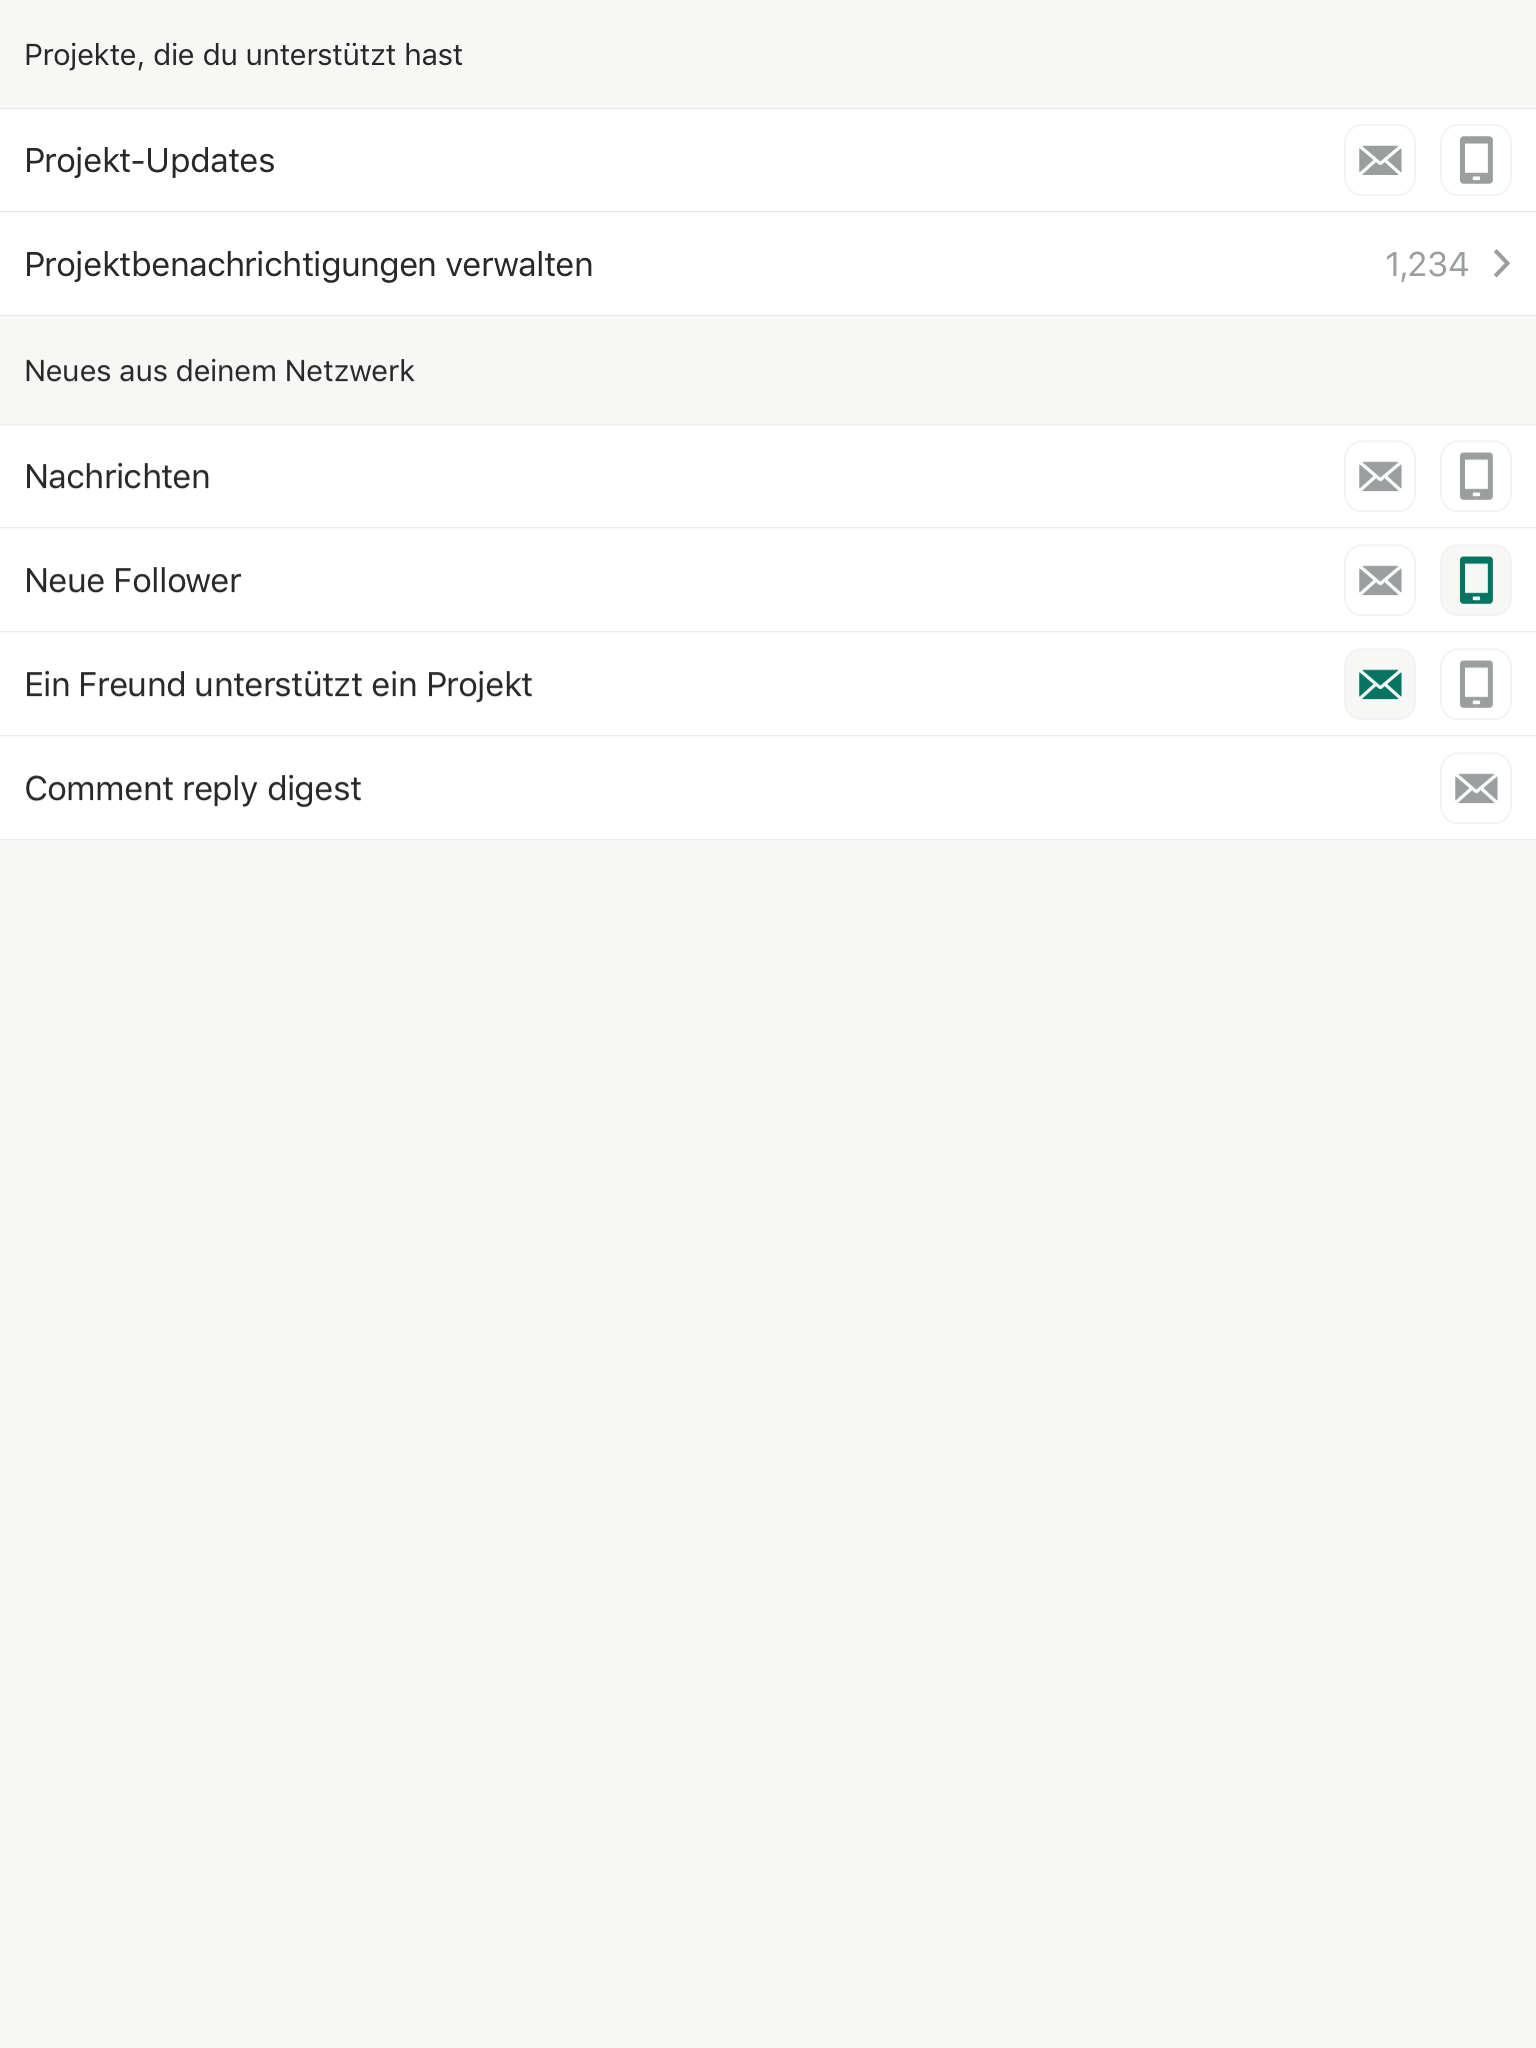 Projekte, die du unterstützt hast
Projekt-Updates
Projektbenachrichtigungen verwalten 1,234
Neues aus deinem Netzwerk
Nachrichten
Neue Follower
Ein Freund unterstützt ein Projekt
Comment reply digest